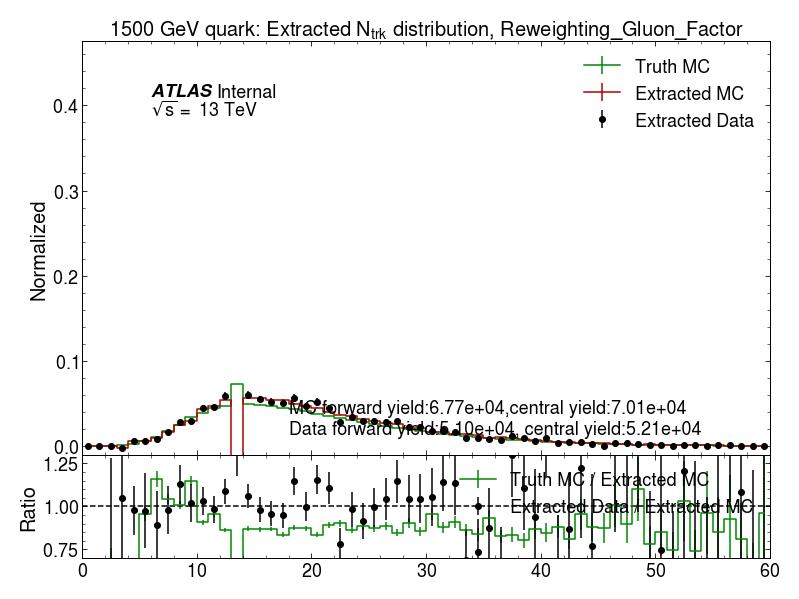 1500 GeV quark: Extracted Ntrk distribution, Reweighting_Gluon_Factor
ATLAS Internal
√s = 13 TeV
Truth MC
Extracted MC
Extracted Data
Normalized
0.4
0.3
0.2
0.1
0.0
MC forward yield:6.77e+04,central yield:7.01e+04
Data forward yield:5.10e+04, central yield:5.21e+04
Ratio
1.25
1.00
0.75
Truth MC / Extracted MC
Extracted Data / Extracted MC
0 10 20 30 40 50 60